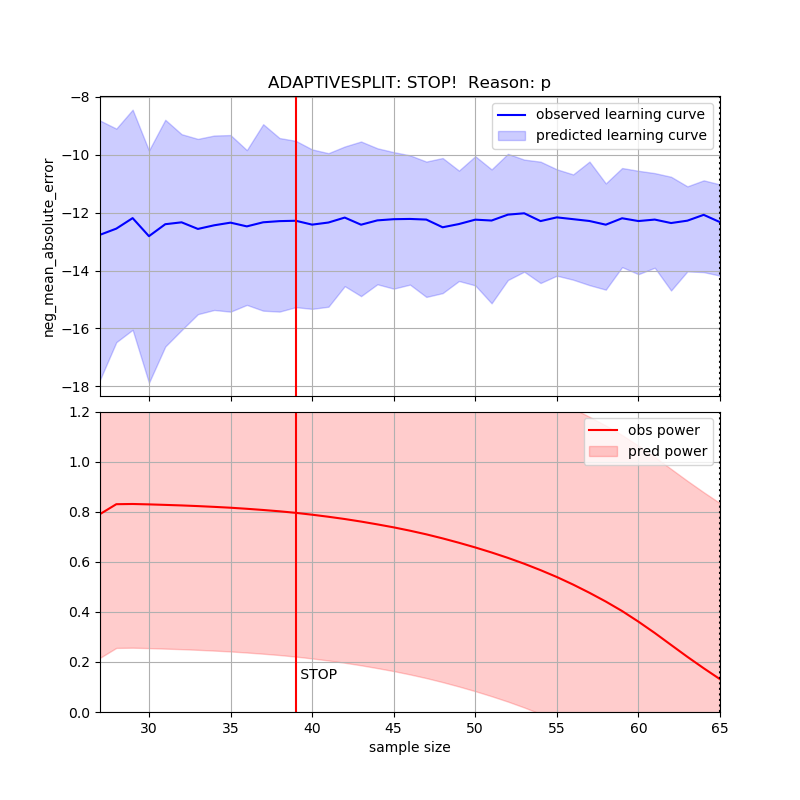 ADAPTIVESPLIT: STOP!  Reason: p
neg_mean_absolute_error
−8
−10
−12
−14
−16
−18
observed learning curve
predicted learning curve
1.2
1.0
0.8
0.6
0.4
0.2
0.0
obs power
pred power
STOP
30
35
40
45
50
55
60
65
sample size